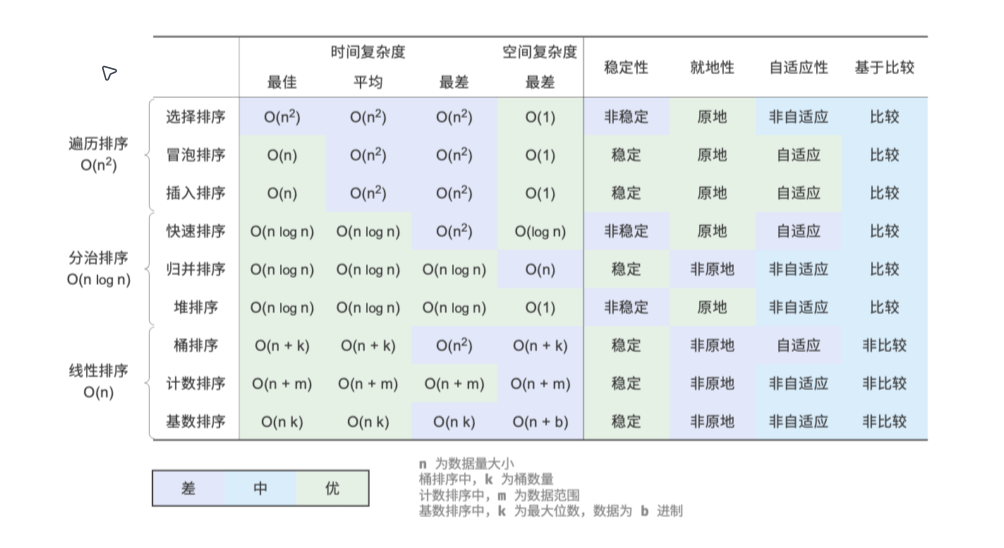 时间复杂度 空间复杂度
稳定性 就地性 自适应性 基于比较
最佳 平均 最差 最差
遍历排序
O(n²)
选择排序 O(n²) O(n²) O(n²) O(1) 非稳定 原地 非自适应 比较
冒泡排序 O(n) O(n²) O(n²) O(1) 稳定 原地 自适应 比较
插入排序 O(n) O(n²) O(n²) O(1) 稳定 原地 自适应 比较
分治排序
O(n log n)
快速排序 O(n log n) O(n log n) O(n²) O(log n) 非稳定 原地 自适应 比较
归并排序 O(n log n) O(n log n) O(n log n) O(n) 稳定 非原地 非自适应 比较
堆排序 O(n log n) O(n log n) O(n log n) O(1) 非稳定 原地 非自适应 比较
线性排序
O(n)
桶排序 O(n + k) O(n + k) O(n²) O(n + k) 稳定 非原地 自适应 非比较
计数排序 O(n + m) O(n + m) O(n + m) O(n + m) 稳定 非原地 非自适应 非比较
基数排序 O(n k) O(n k) O(n k) O(n + b) 稳定 非原地 非自适应 非比较
差 中 优
n 为数据量大小
桶排序中，k 为桶数量
计数排序中，m 为数据范围
基数排序中，k 为最大位数，数据为 b 进制